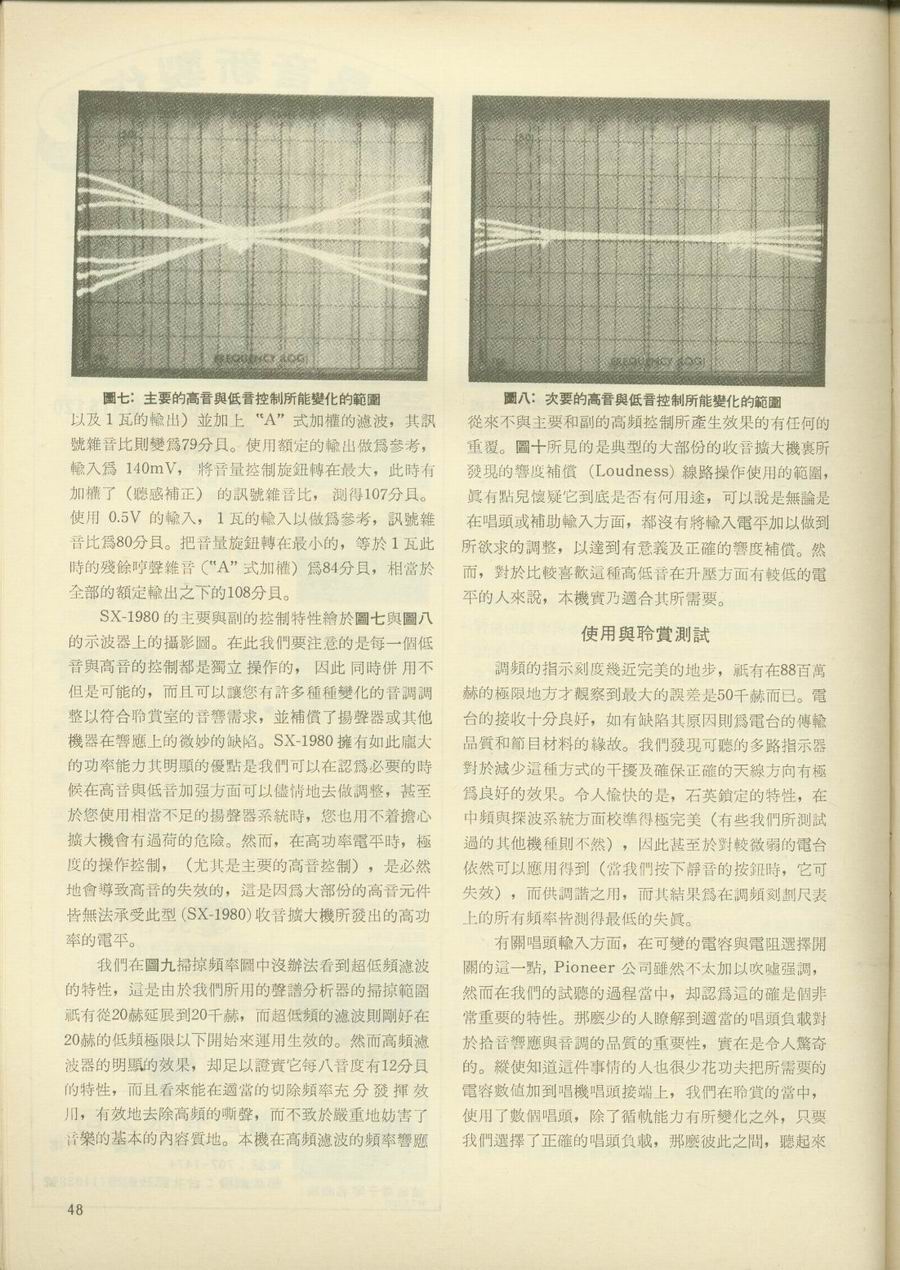 FREQUENCY (LOG)
圖七：主要的高音與低音控制所能變化的範圍
以及1瓦的輸出）並加上 “A” 式加權的濾波，其訊
號雜音比則變爲79分貝。使用額定的輸出做爲參考，
輸入爲 140mV， 將音量控制旋鈕轉在最大，此時有
加權了（聽感補正） 的訊號雜音比， 測得107分貝。
使用 0.5V 的輸入， 1瓦的輸入以做爲參考，訊號雜
音比爲80分貝。把音量旋鈕轉在最小的，等於1瓦此
時的殘餘哼聲雜音（“A” 式加權） 爲84分貝，相當於
全部的額定輸出之下的108分貝。
SX-1980 的主要與副的控制特性繪於圖七與圖八
的示波器上的攝影圖。在此我們要注意的是每一個低
音與高音的控制都是獨立 操作的， 因此 同時併 用不
但是可能的，而且可以讓您有許多種種變化的音調調
整以符合聆賞室的音響需求，並補償了揚聲器或其他
機器在響應上的微妙的缺陷。SX-1980 擁有如此龐大
的功率能力其明顯的優點是我們可以在認爲必要的時
候在高音與低音加强方面可以儘情地去做調整，甚至
於您使用相當不足的揚聲器系統時，您也用不着擔心
擴大機會有過荷的危險。然而，在高功率電平時，極
度的操作控制，（尤其是主要的高音控制），是必然
地會導致高音的失效的，這是因爲大部份的高音元件
皆無法承受此型 (SX-1980) 收音擴大機所發出的高功
率的電平。
我們在圖九掃掠頻率圖中沒辦法看到超低頻濾波
的特性，這是由於我們所用的聲譜分析器的掃掠範圍
祇有從20赫延展到20千赫，而超低頻的濾波則剛好在
20赫的低頻極限以下開始來運用生效的。然而高頻濾
波器的明顯的效果，却足以證實它每八音度有12分貝
的特性，而且看來能在適當的切除頻率充 分 發 揮 效
用，有效地去除高頻的嘶聲，而不致於嚴重地妨害了
音樂的基本的內容質地。本機在高頻濾波的頻率響應
FREQUENCY (LOG)
圖八：次要的高音與低音控制所能變化的範圍
從來不與主要和副的高頻控制所產生效果的有任何的
重覆。圖十所見的是典型的大部份的收音擴大機裏所
發現的響度補償 （Loudness）線路操作使用的範圍，
眞有點兒懷疑它到底是否有何用途，可以說是無論是
在唱頭或補助輸入方面，都沒有將輸入電平加以做到
所欲求的調整，以達到有意義及正確的響度補償。然
而，對於比較喜歡這種高低音在升壓方面有較低的電
平的人來說，本機實乃適合其所需要。
使用與聆賞測試
調頻的指示刻度幾近完美的地步，祇有在88百萬
赫的極限地方才觀察到最大的誤差是50千赫而已。電
台的接收十分良好，如有缺陷其原因則爲電台的傳輸
品質和節目材料的緣故。我們發現可聽的多路指示器
對於減少這種方式的干擾及確保正確的天線方向有極
爲良好的效果。令人愉快的是，石英鎖定的特性，在
中頻與探波系統方面校準得極完美（有些我們所測試
過的其他機種則不然），因此甚至於對較微弱的電台
依然可以應用得到（當我們按下靜音的按鈕時，它可
失效），而供調諧之用，而其結果爲在調頻刻劃尺表
上的所有頻率皆測得最低的失眞。
有關唱頭輸入方面，在可變的電容與電阻選擇開
關的這一點, Pioneer 公司雖然不太加以吹噓强調，
然而在我們的試聽的過程當中，却認爲這的確是個非
常重要的特性。那麽少的人瞭解到適當的唱頭負載對
於拾音響應與音調的品質的重要性，實在是令人驚奇
的。縱使知道這件事情的人也很少花功夫把所需要的
電容數值加到唱機唱頭接端上，我們在聆賞的當中，
使用了數個唱頭，除了循軌能力有所變化之外，只要
我們選擇了正確的唱頭負載，那麽彼此之間，聽起來
48